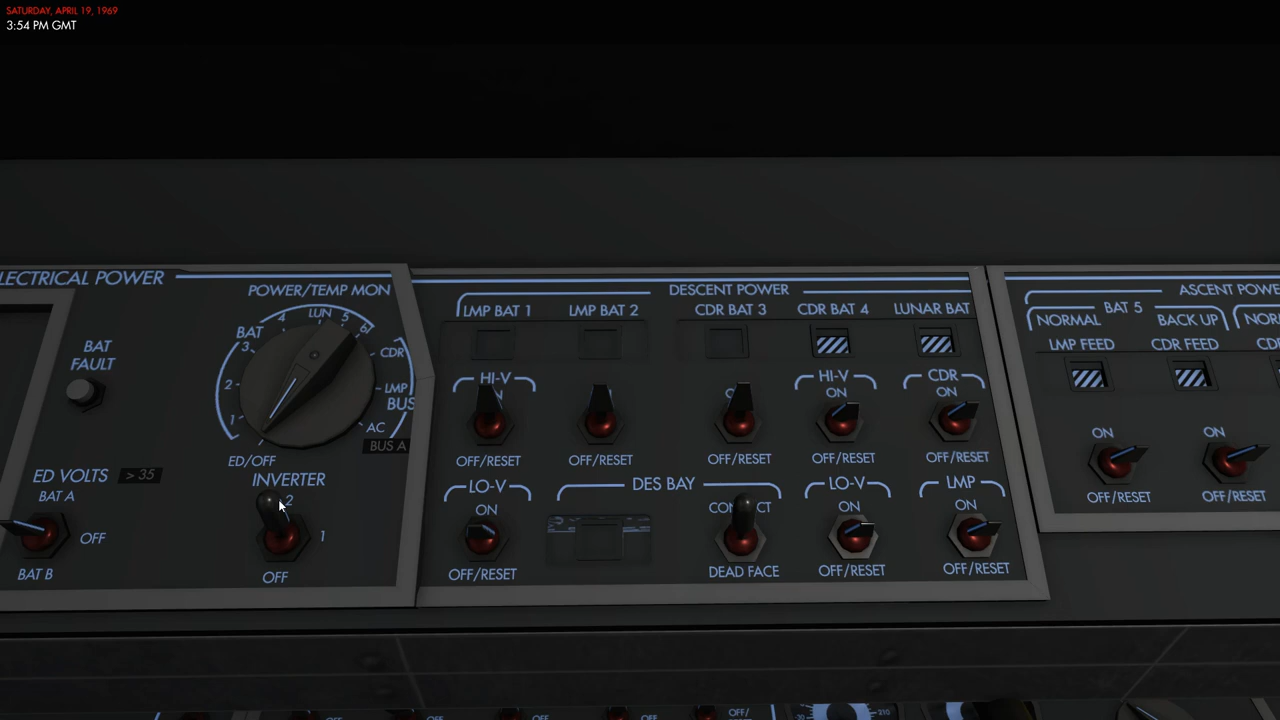 SATURDAY, APRIL 19, 1969
3:54 PM GMT
POWER/TEMP MON
BAT
4
LUN
5
3
CDR
2
LMP
BUS
1
AC
BUS A
ED/OFF
BAT
FAULT
ED VOLTS > 35
BAT A
OFF
BAT B
INVERTER
2
1
OFF
DESCENT POWER
LMP BAT 1
LMP BAT 2
CDR BAT 3
CDR BAT 4
LUNAR BAT
HI-V
HI-V
CDR
ON
ON
OFF/RESET
OFF/RESET
OFF/RESET
OFF/RESET
OFF/RESET
LO-V
DES BAY
LO-V
LMP
ON
ON
ON
OFF/RESET
DEAD FACE
OFF/RESET
OFF/RESET
ASCENT
BAT 5
NORMAL
BACK UP
LMP FEED
CDR FEED
ON
ON
OFF/RESET
OFF/RESET
OFF
OFF
OFF
OFF
OFF/